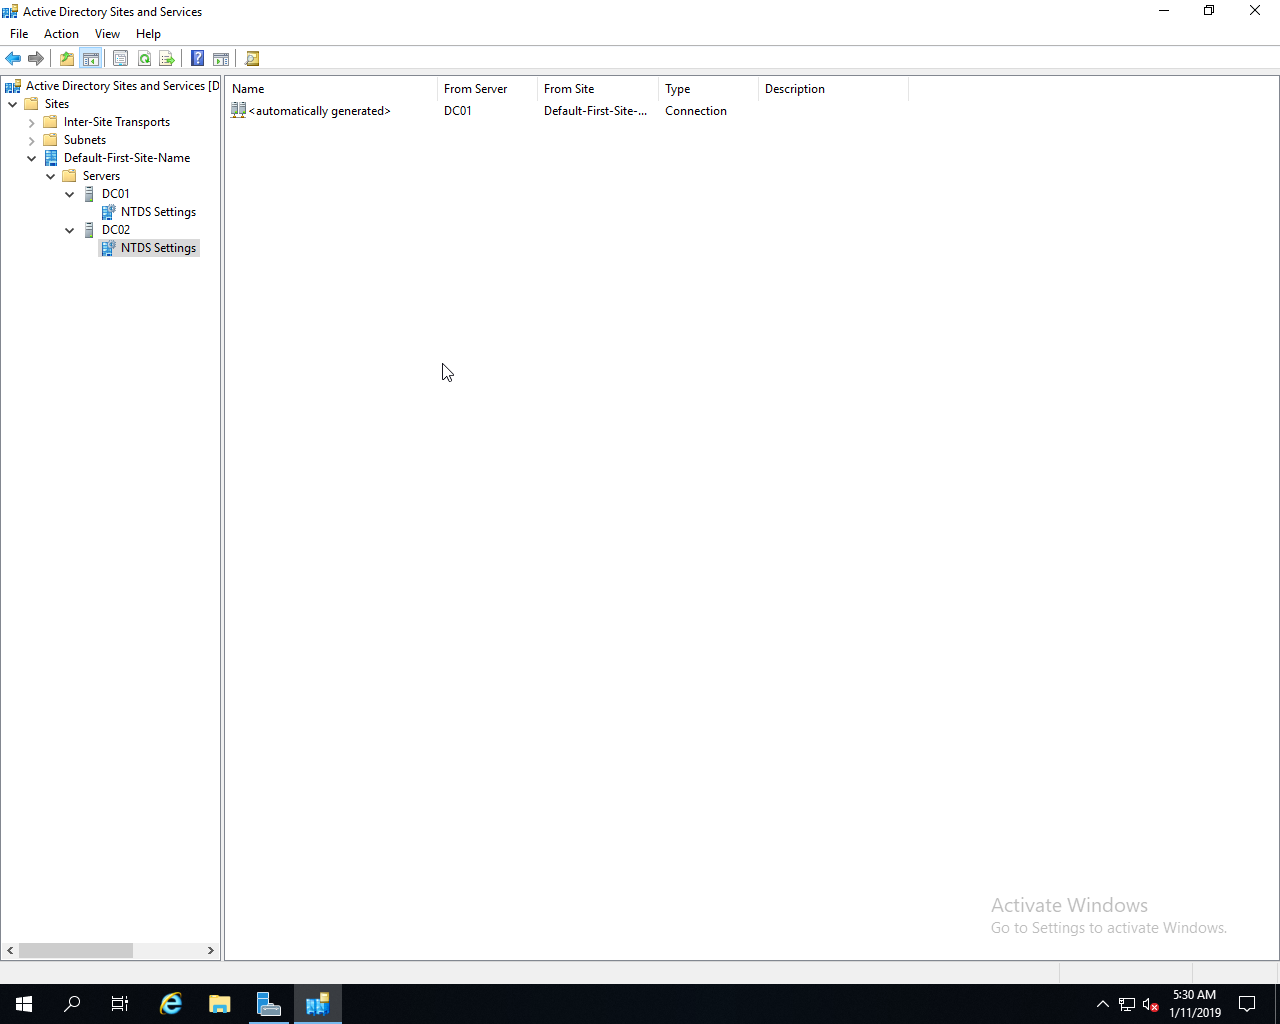 Active Directory Sites and Services
File Action View Help
Active Directory Sites and Services [D
Sites
Inter-Site Transports
Subnets
Default-First-Site-Name
Servers
DC01
NTDS Settings
DC02
NTDS Settings
Name From Server From Site Type Description
<automatically generated> DC01 Default-First-Site-... Connection
Activate Windows
Go to Settings to activate Windows.
5:30 AM
1/11/2019